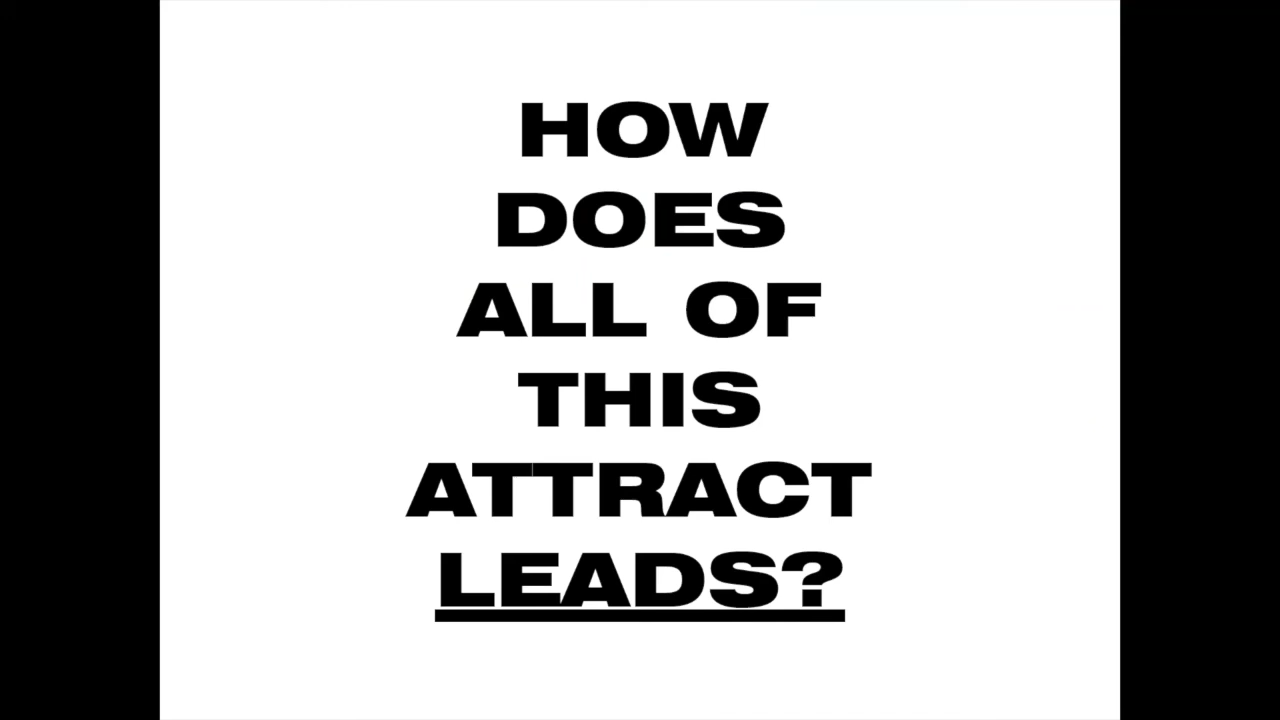 HOW
DOES
ALL OF
THIS
ATTRACT
LEADS?